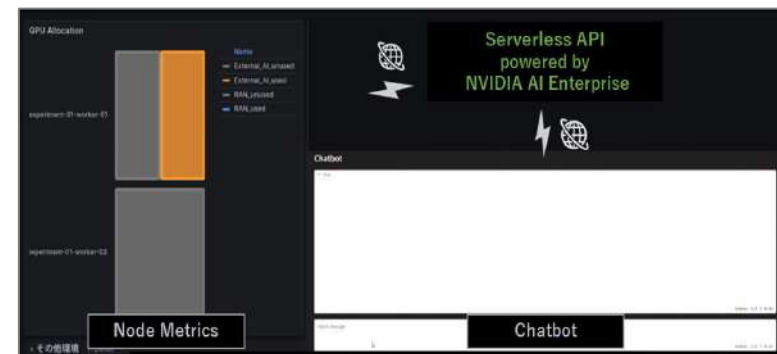 GPU Allocation
Name
External_AI_unused
External_AI_used
RAN_unused
RAN_used
experiment-01-worker-01
experiment-01-worker-02
Node Metrics
その他環境
Serverless API
powered by
NVIDIA AI Enterprise
Chatbot
Chatbot